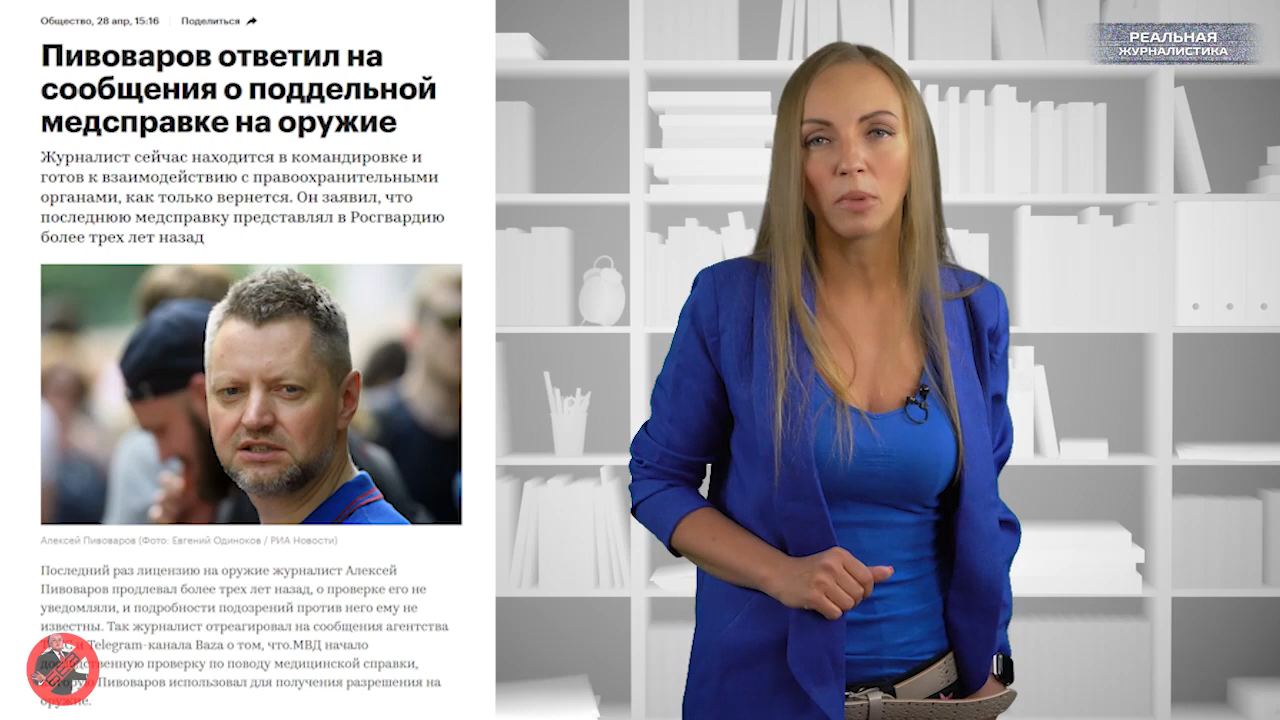 Общество, 28 апр, 15:16 Поделиться
Пивоваров ответил на
сообщения о поддельной
медсправке на оружие
Журналист сейчас находится в командировке и
готов к взаимодействию с правоохранительными
органами, как только вернется. Он заявил, что
последнюю медсправку представлял в Росгвардию
более трех лет назад
Алексей Пивоваров (Фото: Евгений Одиноков / РИА Новости)
Последний раз лицензию на оружие журналист Алексей
Пивоваров продлевал более трех лет назад, о проверке его не
уведомляли, и подробности подозрений против него ему не
известны. Так журналист отреагировал на сообщения агентства
Telegram-канала Baza о том, что.МВД начало
проверку по поводу медицинской справки,
Пивоваров использовал для получения разрешения на
оружие.
РЕАЛЬНАЯ
ЖУРНАЛИСТИКА